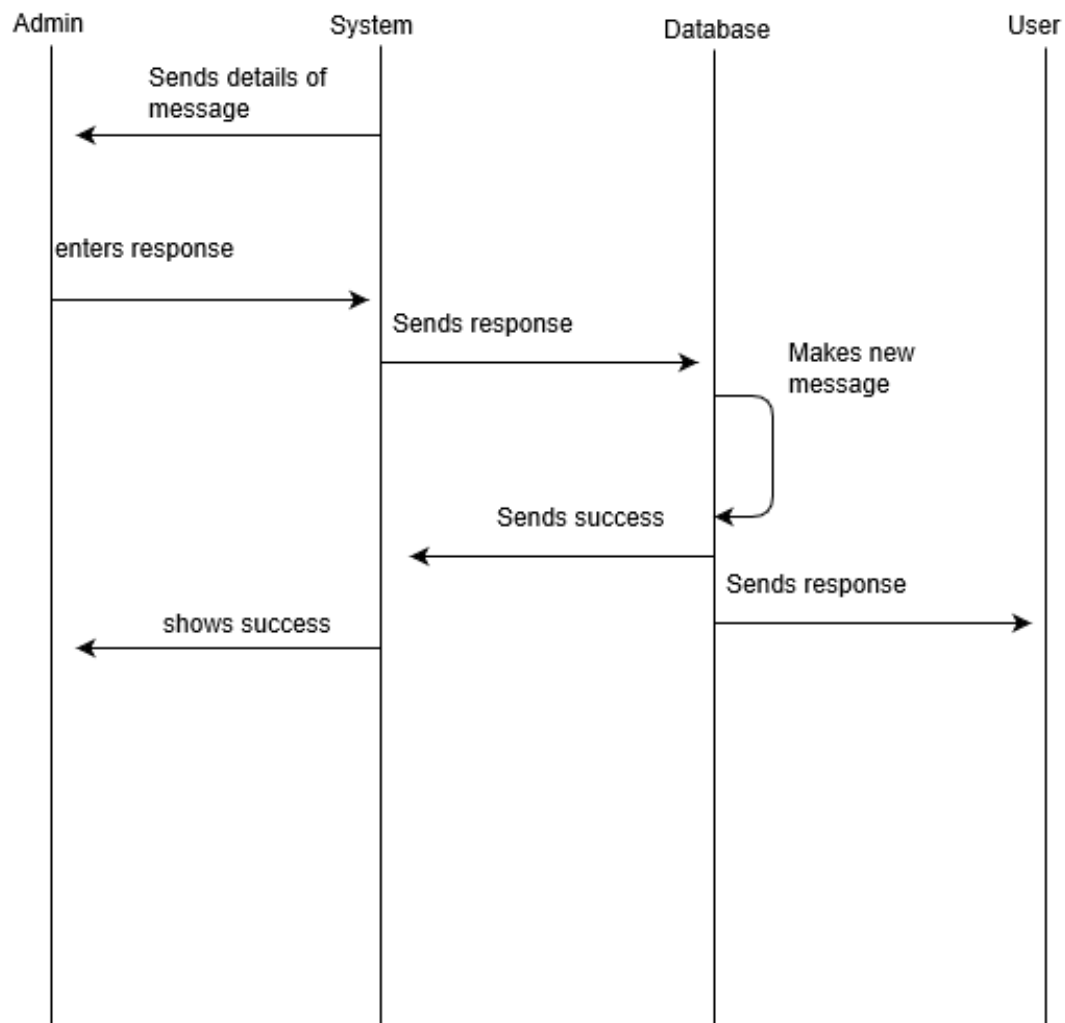 Admin
System
Database
User
Sends details of
message
enters response
Sends response
Makes new
message
Sends success
Sends response
shows success